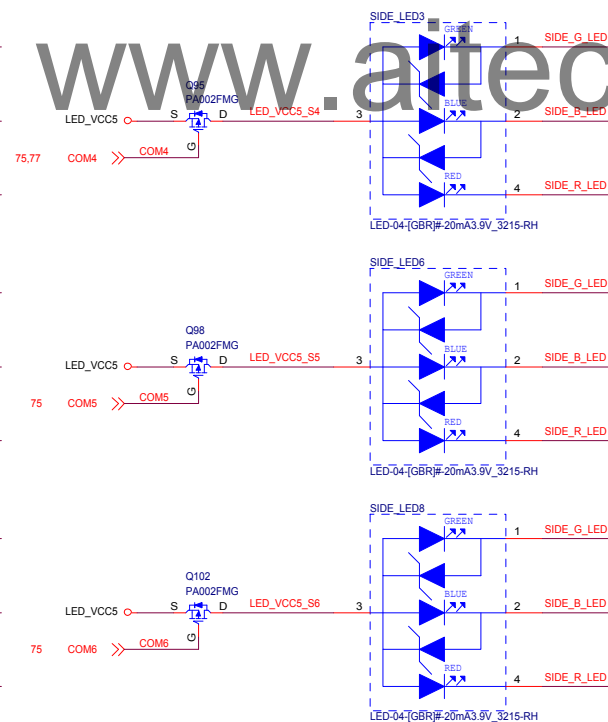 www.aitec
SIDE_LED3
GREEN
1 SIDE_G_LED
Q95
PA002FMG
LED_VCC5 S D LED_VCC5_S4 3 BLUE 2 SIDE_B_LED
G
75,77 COM4 COM4
RED
4 SIDE_R_LED
LED-04-[GBR]#-20mA3.9V_3215-RH
SIDE_LED6
GREEN
1 SIDE_G_LED
Q98
PA002FMG
LED_VCC5 S D LED_VCC5_S5 3 BLUE 2 SIDE_B_LED
G
75 COM5 COM5
RED
4 SIDE_R_LED
LED-04-[GBR]#-20mA3.9V_3215-RH
SIDE_LED8
GREEN
1 SIDE_G_LED
Q102
PA002FMG
LED_VCC5 S D LED_VCC5_S6 3 BLUE 2 SIDE_B_LED
G
75 COM6 COM6
RED
4 SIDE_R_LED
LED-04-[GBR]#-20mA3.9V_3215-RH